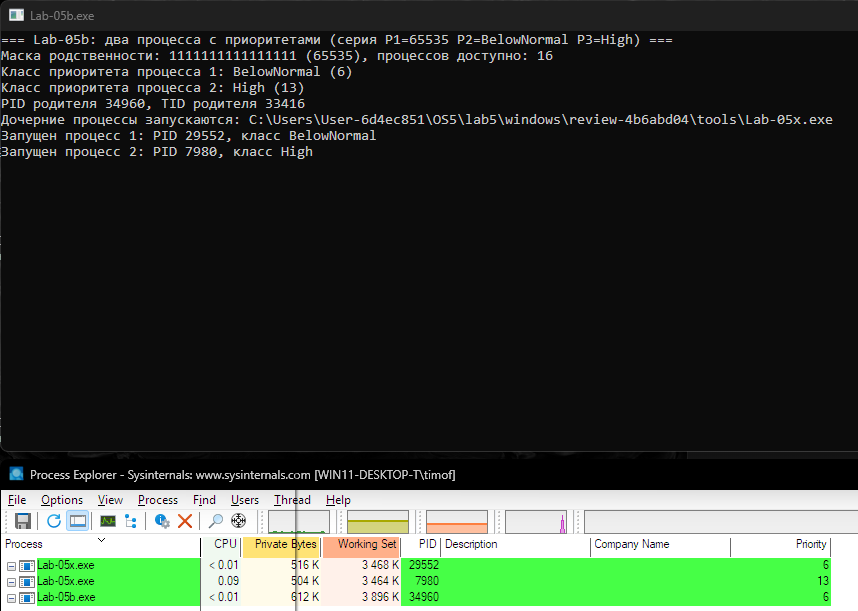 Lab-05b.exe
=== Lab-05b: два процесса с приоритетами (серия P1=65535 P2=BelowNormal P3=High) ===
Маска родственности: 1111111111111111 (65535), процессов доступно: 16
Класс приоритета процесса 1: BelowNormal (6)
Класс приоритета процесса 2: High (13)
PID родителя 34960, TID родителя 33416
Дочерние процессы запускаются: C:\Users\User-6d4ec851\OS5\lab5\windows\review-4b6abd04\tools\Lab-05x.exe
Запущен процесс 1: PID 29552, класс BelowNormal
Запущен процесс 2: PID 7980, класс High
Process Explorer - Sysinternals: www.sysinternals.com [WIN11-DESKTOP-T\timof]
File Options View Process Find Users Thread Help
Process CPU Private Bytes Working Set PID Description Company Name Priority
Lab-05x.exe < 0.01 516 K 3 468 K 29552 6
Lab-05x.exe 0.09 504 K 3 464 K 7980 13
Lab-05b.exe < 0.01 612 K 3 896 K 34960 6